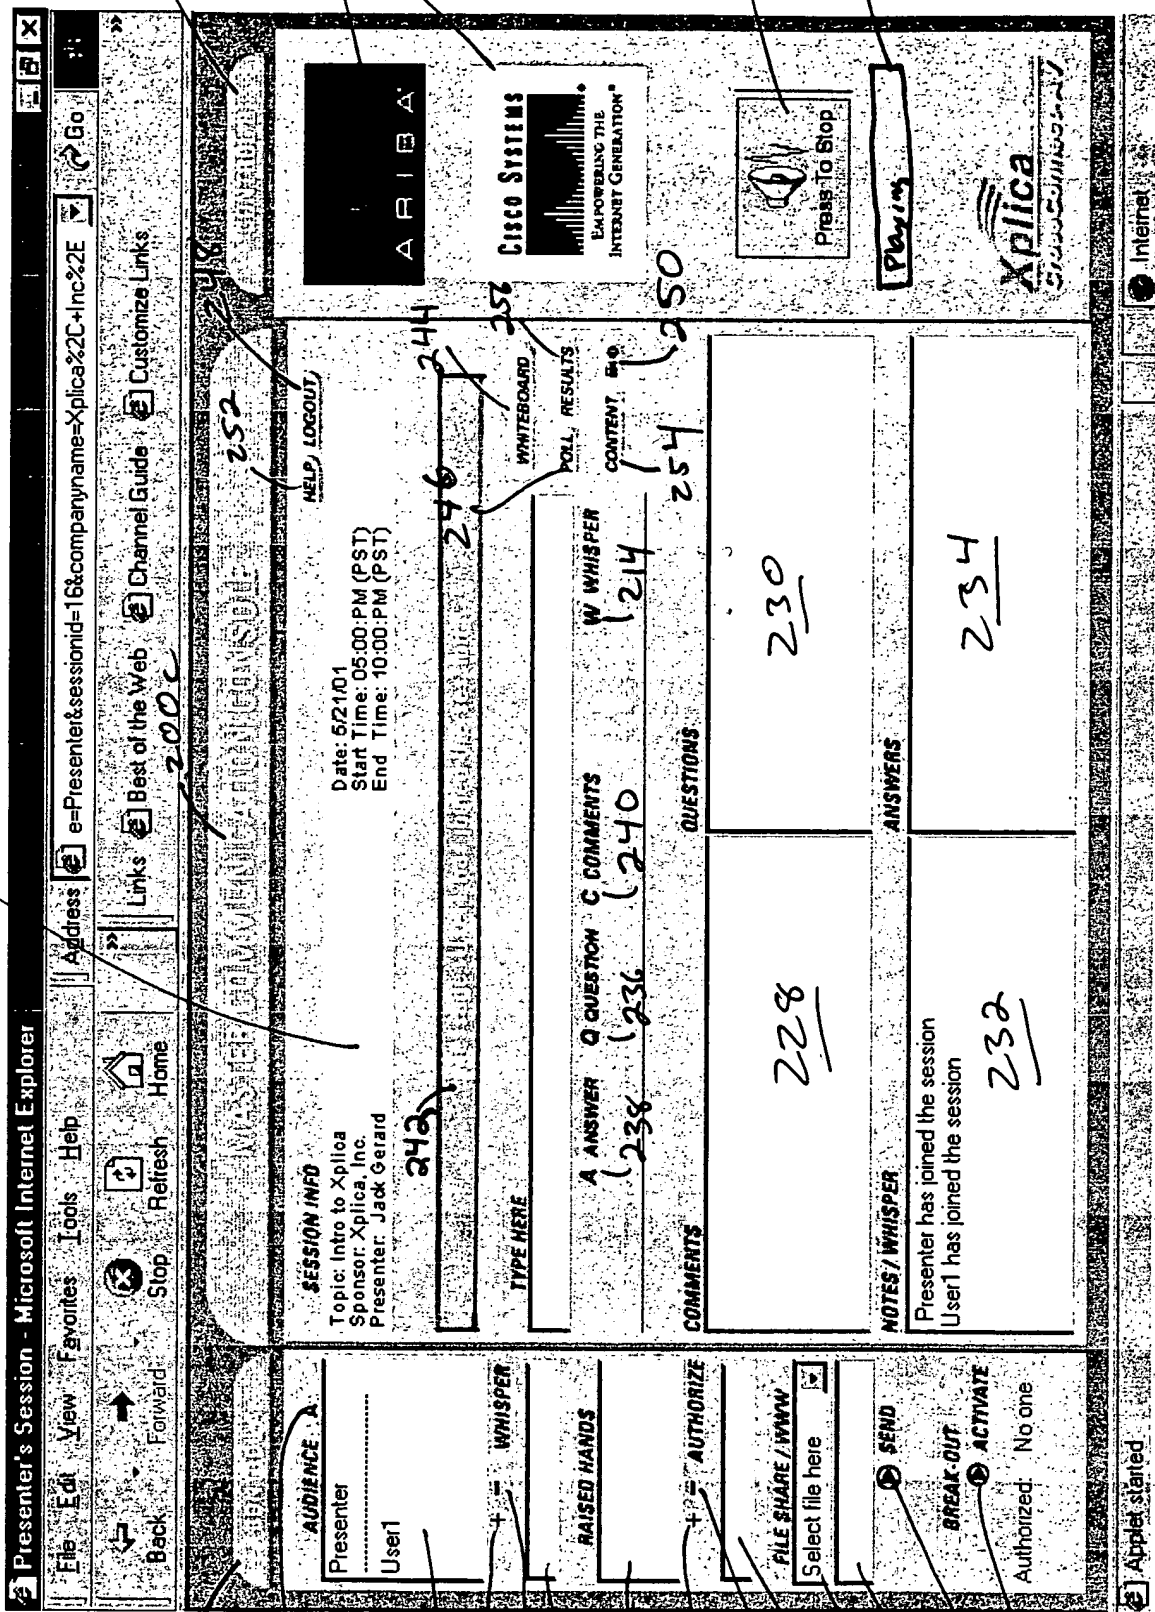 Presenter's Session - Microsoft Internet Explorer
File Edit View Favorites Tools Help
Address e=Presenter&sessionid=16&companyname=Xplica%2C+Inc%2E Go
Back Forward Stop Refresh Home
Links Best of the Web Channel Guide Customize Links
200c
MASTER COMMUNICATION CONSOLE
252
248
HELP LOGOUT
AUDIENCE A
Presenter
User1
+ = WHISPER
RAISED HANDS
+ = AUTHORIZE
FILE SHARE / WWW
Select file here
SEND
BREAK-OUT
ACTIVATE
Authorized: No one
SESSION INFO
Topic: Intro to Xplica
Sponsor: Xplica, Inc.
Presenter: Jack Gerard
Date: 5/21/01
Start Time: 05:00:PM (PST)
End Time: 10:00:PM (PST)
242
246
244
TYPE HERE
WHITEBOARD
256
POLL RESULTS
CONTENT
254
250
A ANSWER Q QUESTION C COMMENTS W WHISPER
238
236
240
214
COMMENTS
228
QUESTIONS
230
NOTES / WHISPER
Presenter has joined the session
User1 has joined the session
232
ANSWERS
234
ARIBA
CISCO SYSTEMS
EMPOWERING THE
INTERNET GENERATION
Press To Stop
Playing
Xplica
Applet started
Internet